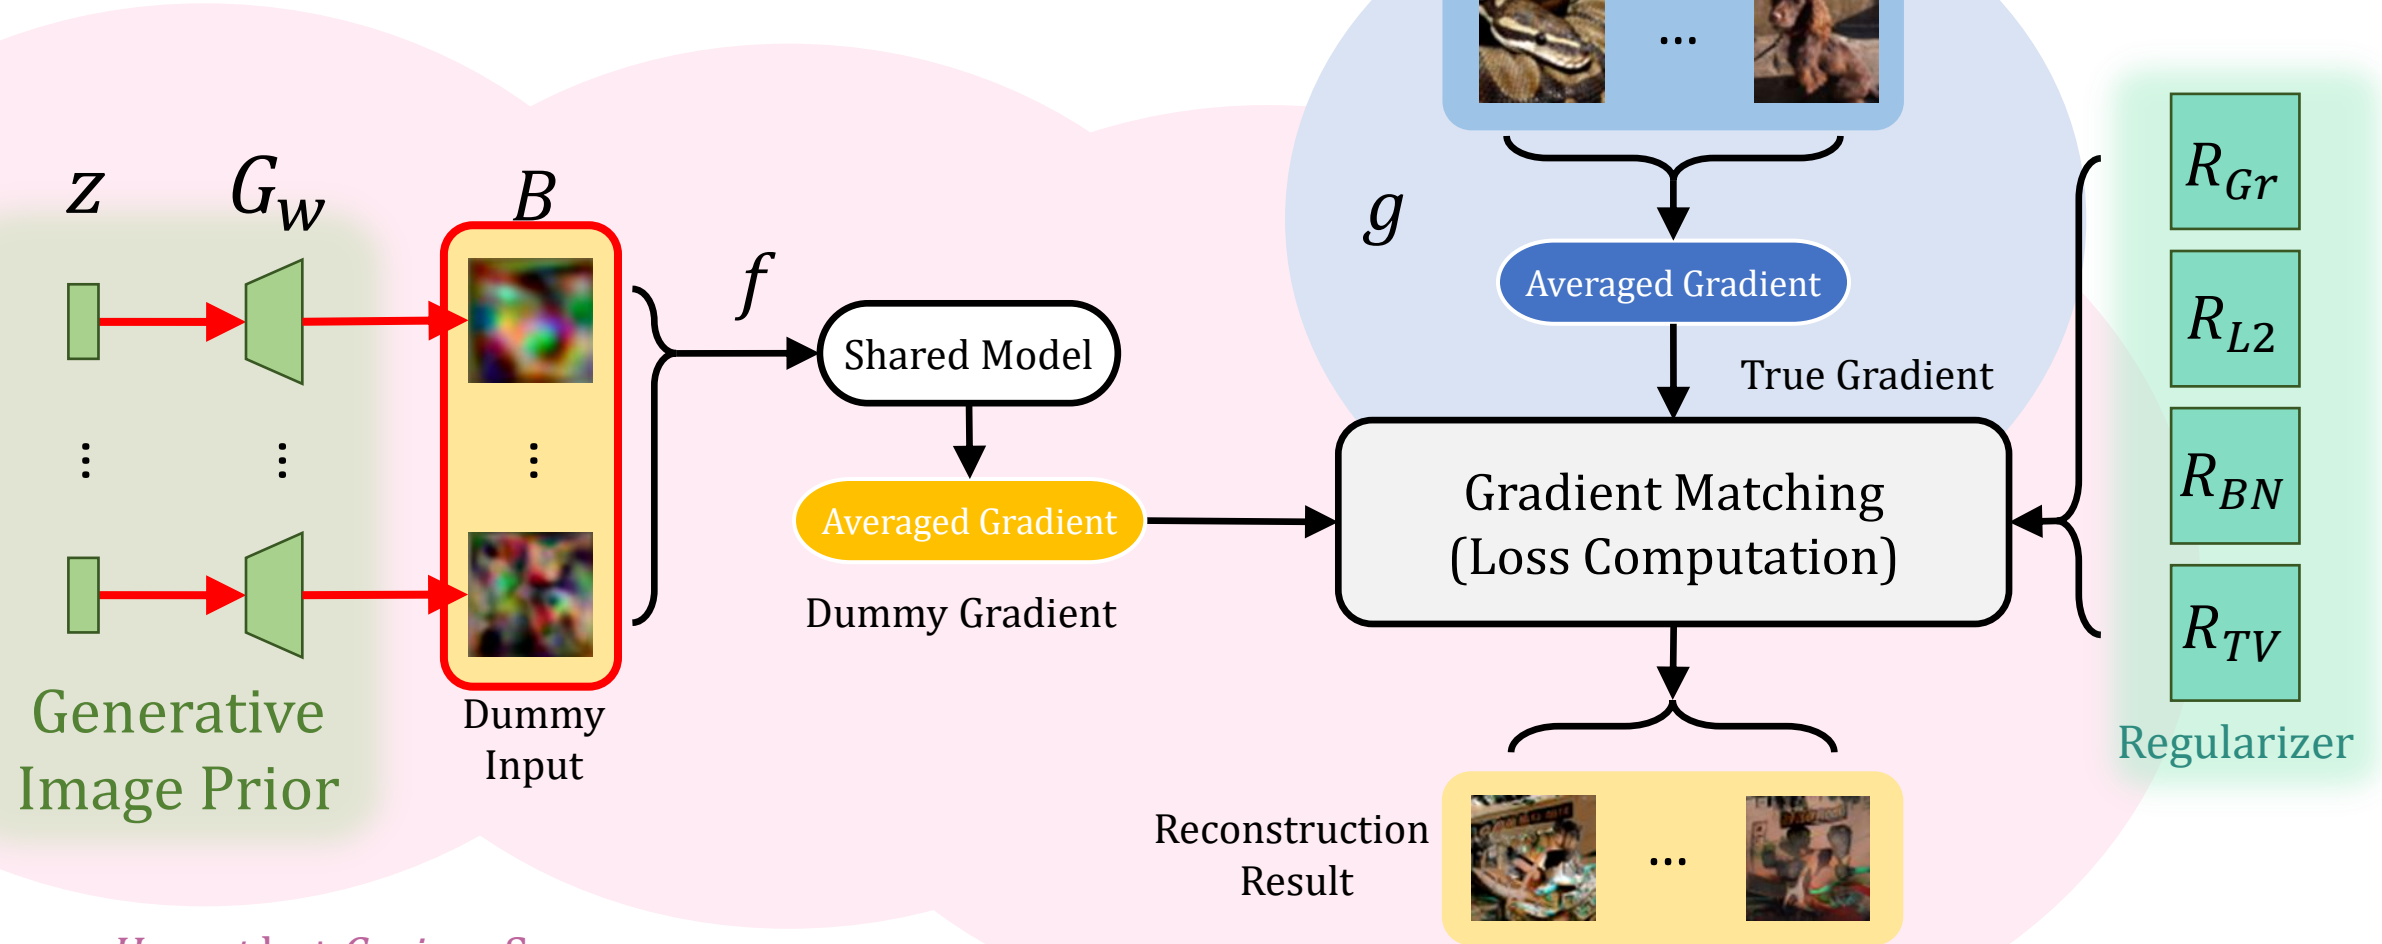 z
G_w
B
f
Shared Model
Averaged Gradient
Dummy Gradient
Generative
Image Prior
Dummy
Input
...
g
Averaged Gradient
True Gradient
Gradient Matching
(Loss Computation)
Reconstruction
Result
...
R_Gr
R_L2
R_BN
R_TV
Regularizer